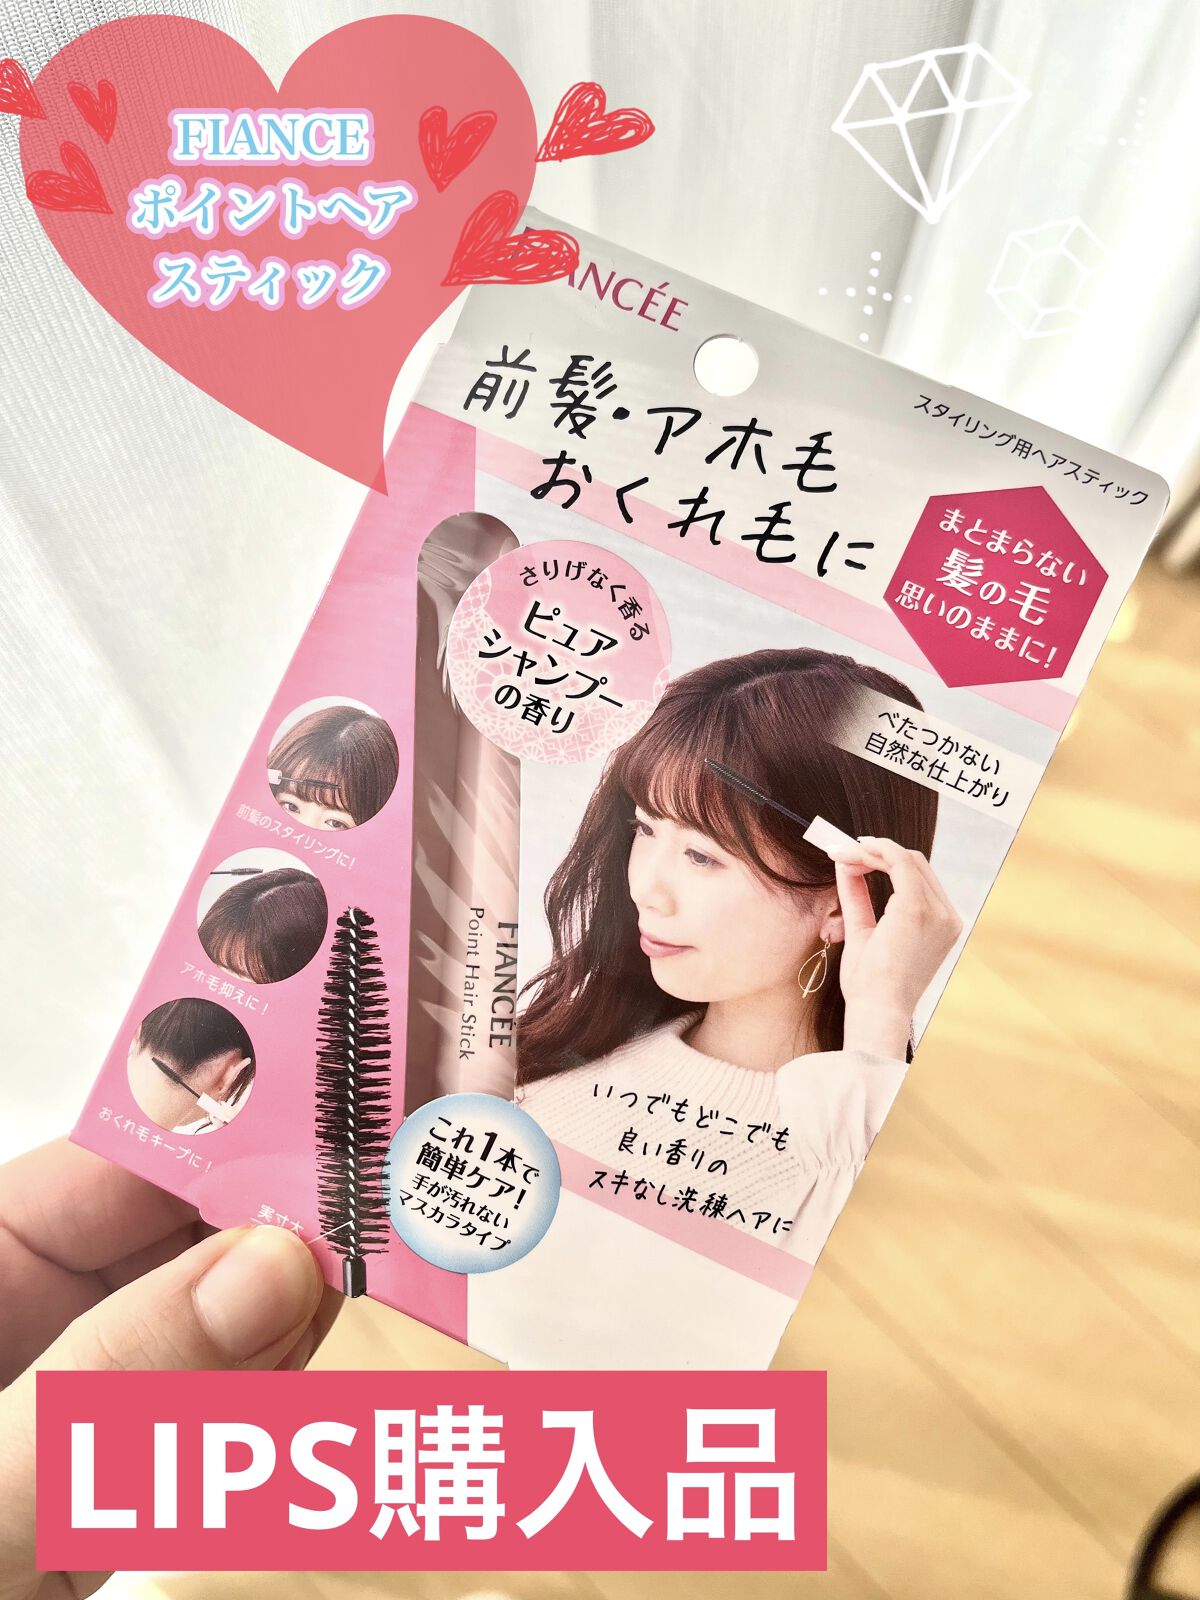 FIANCE
ポイントヘア
スティック
ANCÉE
スタイリング用ヘアスティック
前髪・アホ毛
おくれ毛に
まとまらない
髪の毛
思いのままに!
さりげなく香る
ピュア
シャンプー
の香り
べたつかない
自然な仕上がり
前髪のスタイリングに!
アホ毛抑えに!
おくれ毛キープに!
FIANCÉE
Point Hair Stick
実寸大
これ1本で
簡単ケア!
手が汚れない
マスカラタイプ
いつでもどこでも
良い香りの
スキなし洗練ヘアに
LIPS購入品